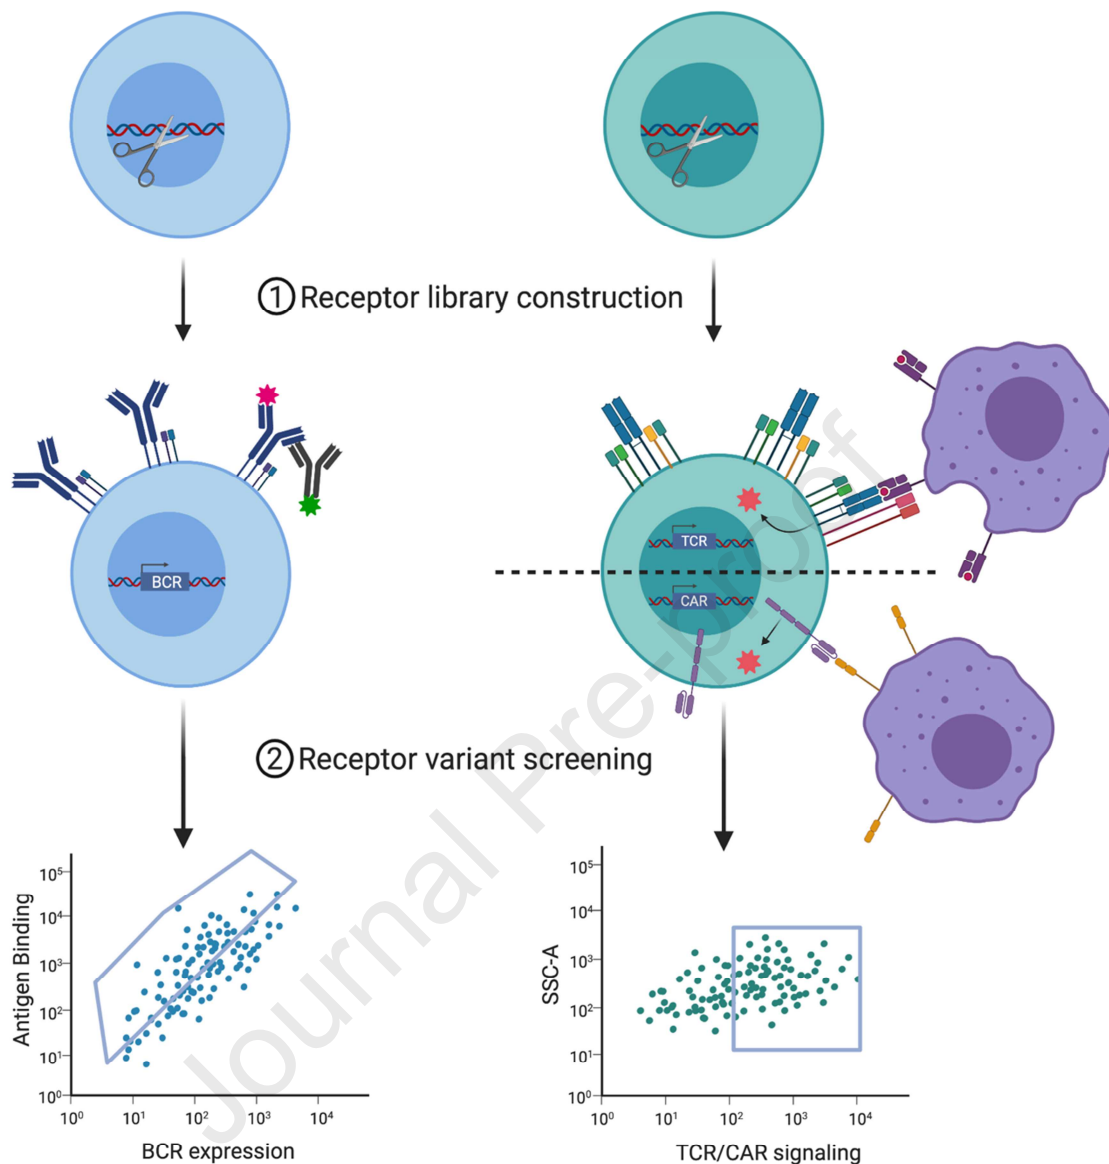 ① Receptor library construction
BCR
TCR
CAR
② Receptor variant screening
Antigen Binding
10⁵
10⁴
10³
10²
10¹
10⁰
10⁰ 10¹ 10² 10³ 10⁴
BCR expression
SSC-A
10⁵
10⁴
10³
10²
10¹
10⁰
10⁰ 10¹ 10² 10³ 10⁴
TCR/CAR signaling
Journal Pre-proof